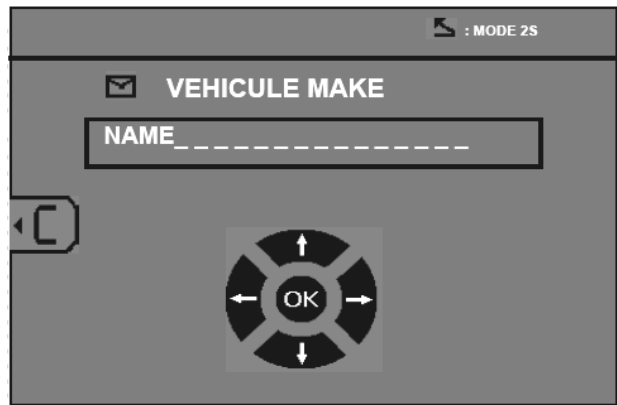 : MODE 2S
VEHICULE MAKE
NAME_ _ _ _ _ _ _ _ _ _ _ _ _ _ _
OK